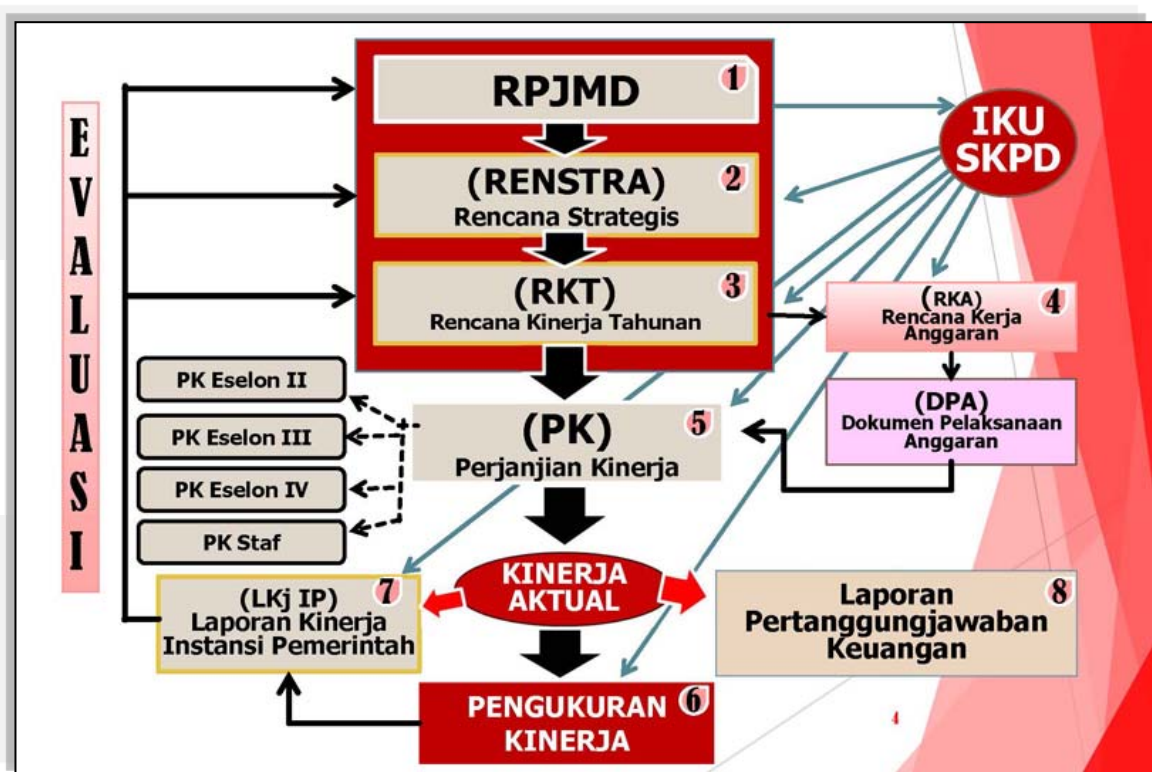 EVALUASI
RPJMD
1
(RENSTRA)
Rencana Strategis
2
(RKT)
Rencana Kinerja Tahunan
3
IKU
SKPD
(RKA)
Rencana Kerja
Anggaran
4
(DPA)
Dokumen Pelaksanaan
Anggaran
PK Eselon II
PK Eselon III
PK Eselon IV
PK Staf
(PK)
Perjanjian Kinerja
5
KINERJA
AKTUAL
(LKj IP)
Laporan Kinerja
Instansi Pemerintah
7
Laporan
Pertanggungjawaban
Keuangan
8
PENGUKURAN
KINERJA
6
4